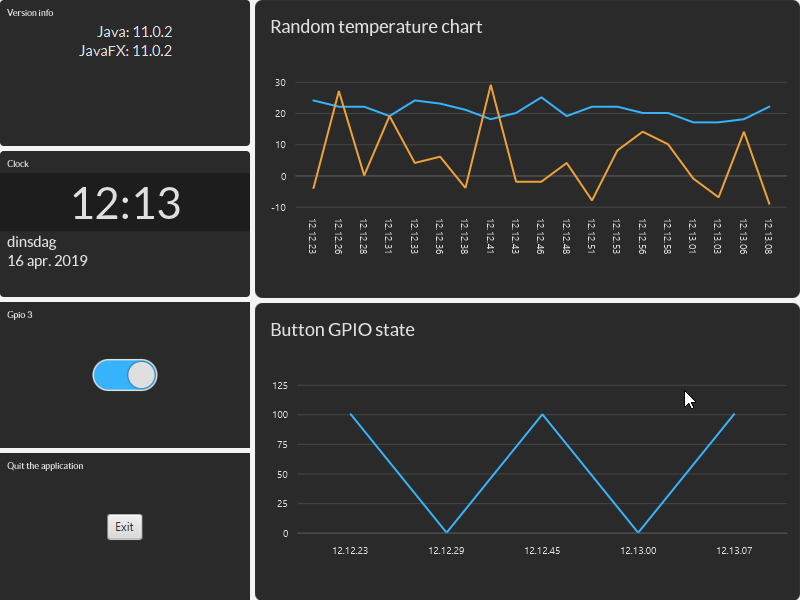 Version info
Java: 11.0.2
JavaFX: 11.0.2
Clock
12:13
dinsdag
16 apr. 2019
Gpio 3
Quit the application
Exit
Random temperature chart
30
20
10
0
-10
12.12.23
12.12.26
12.12.28
12.12.31
12.12.33
12.12.36
12.12.38
12.12.41
12.12.43
12.12.46
12.12.48
12.12.51
12.12.53
12.12.56
12.12.58
12.13.01
12.13.03
12.13.06
12.13.08
Button GPIO state
125
100
75
50
25
0
12.12.23 12.12.29 12.12.45 12.13.00 12.13.07